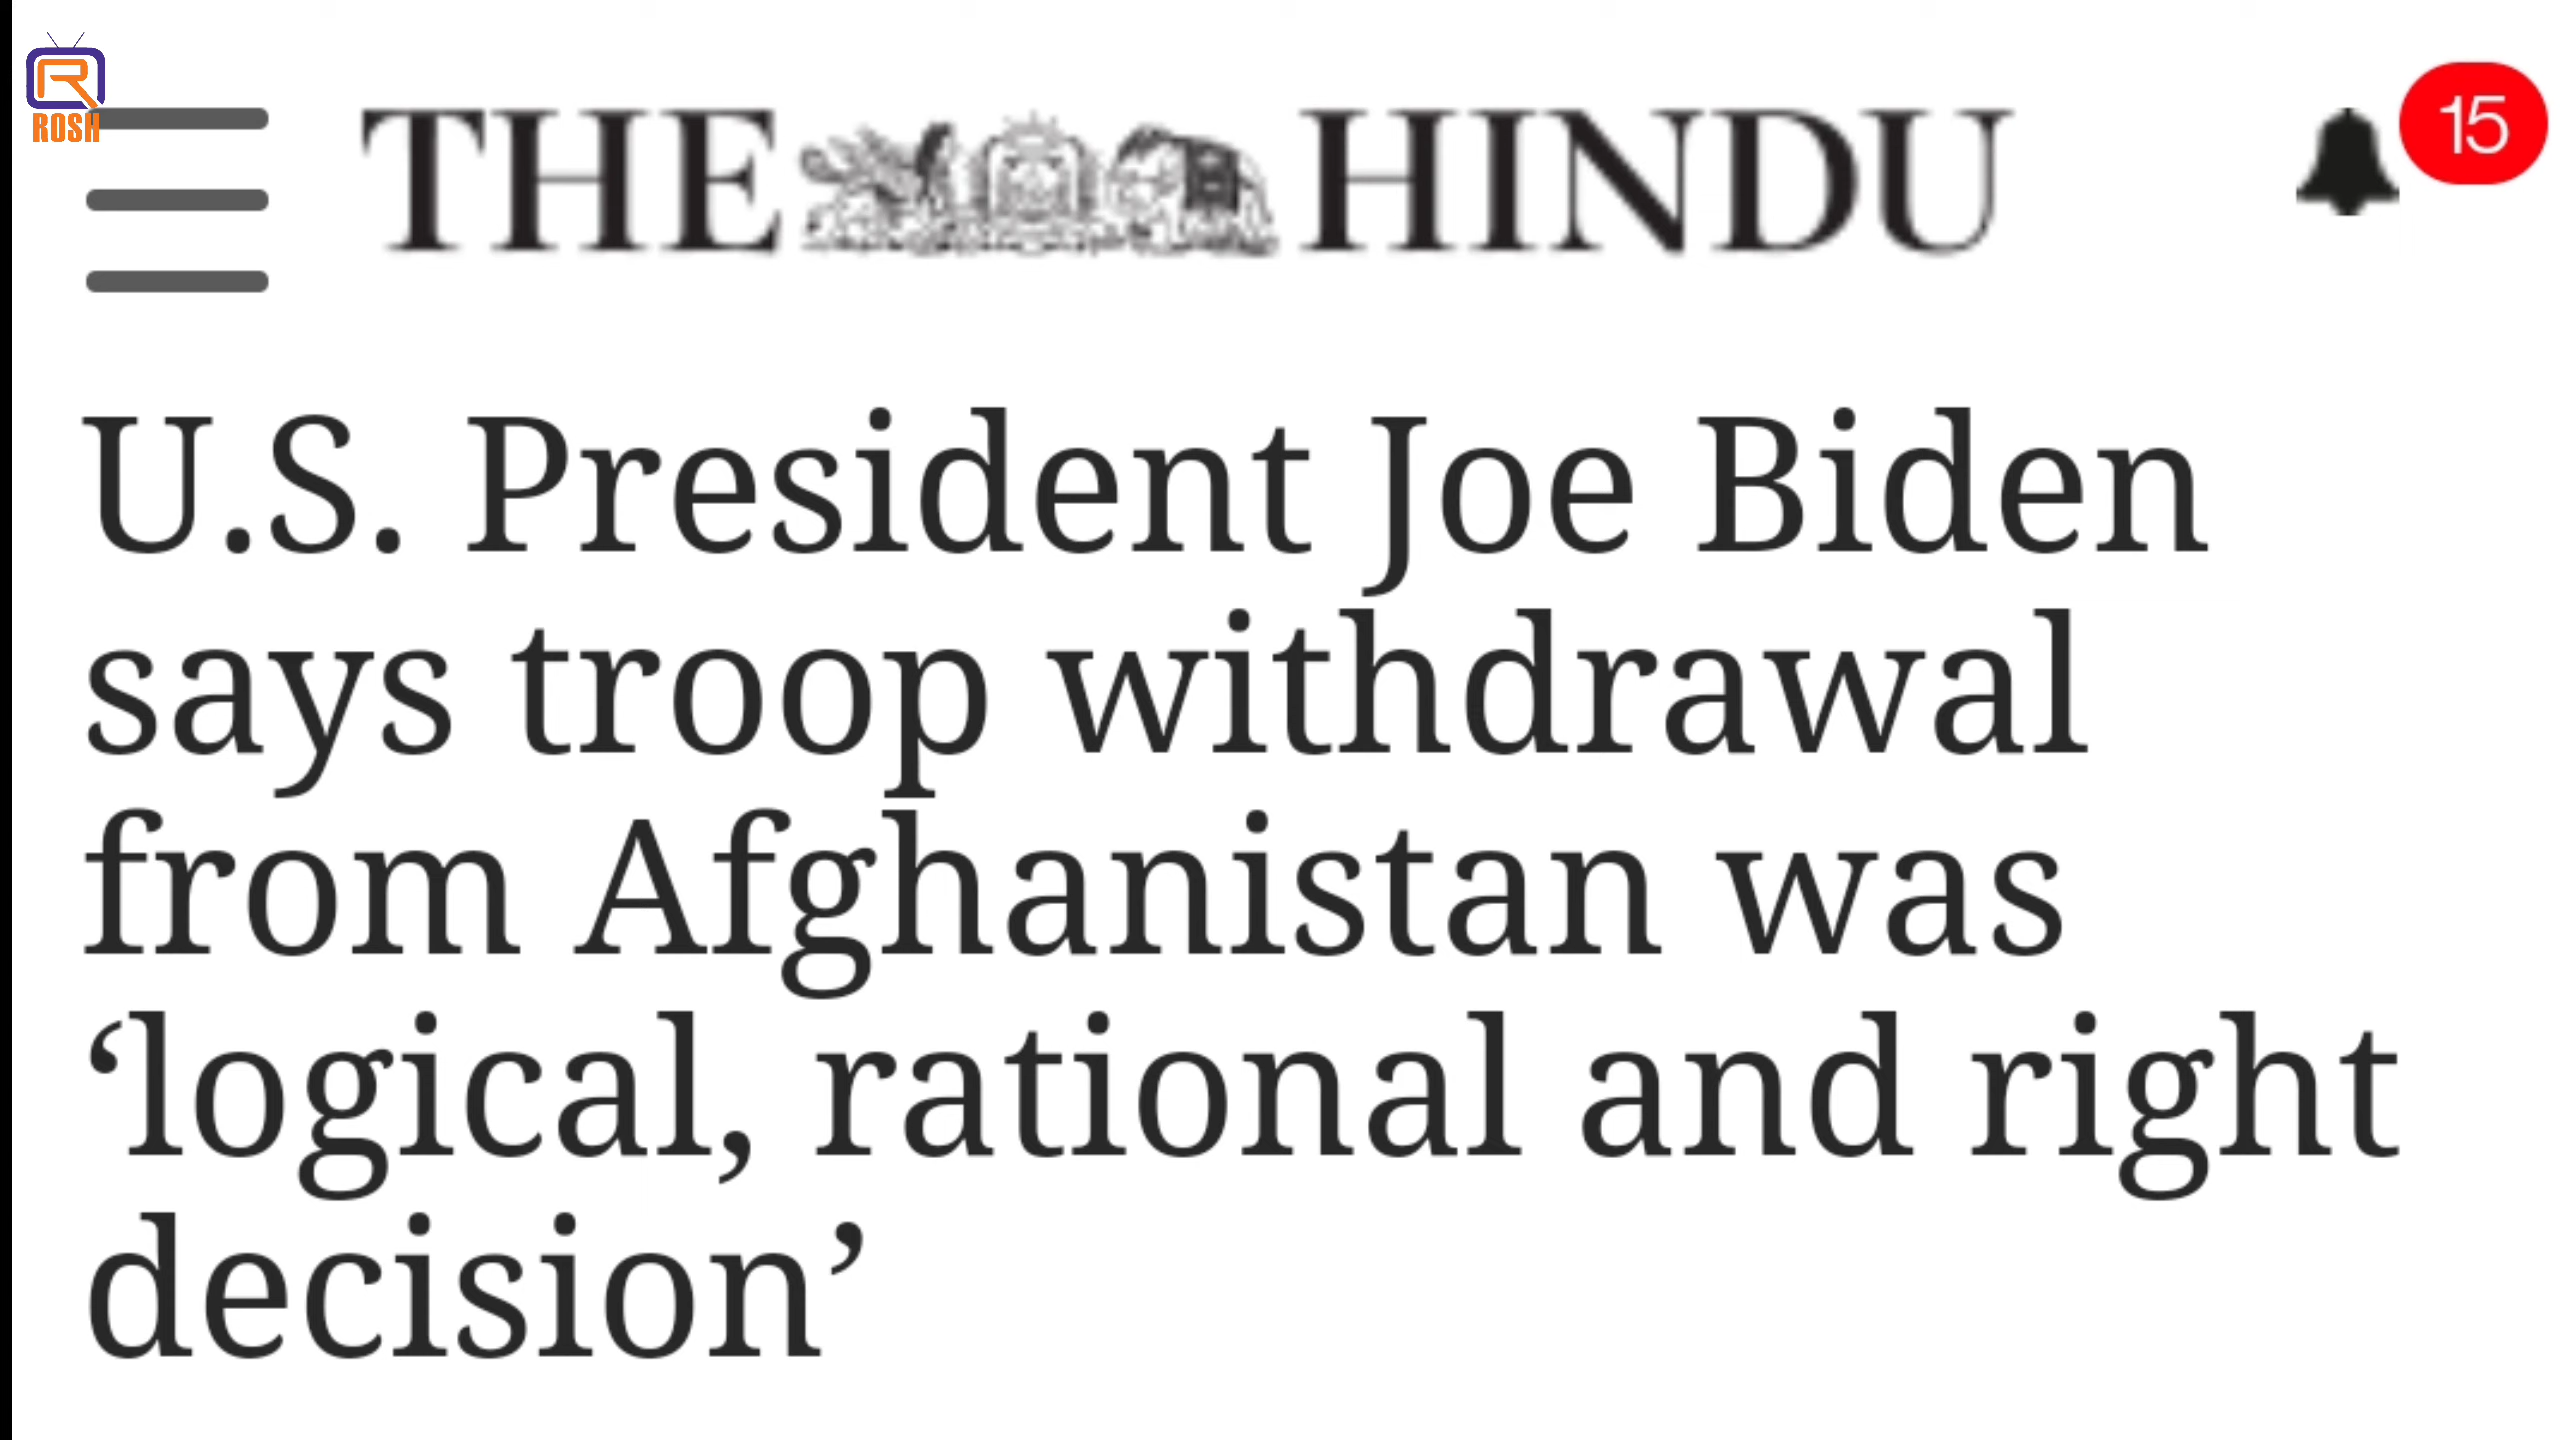 ROSH
THE HINDU
15
U.S. President Joe Biden
says troop withdrawal
from Afghanistan was
‘logical, rational and right
decision’